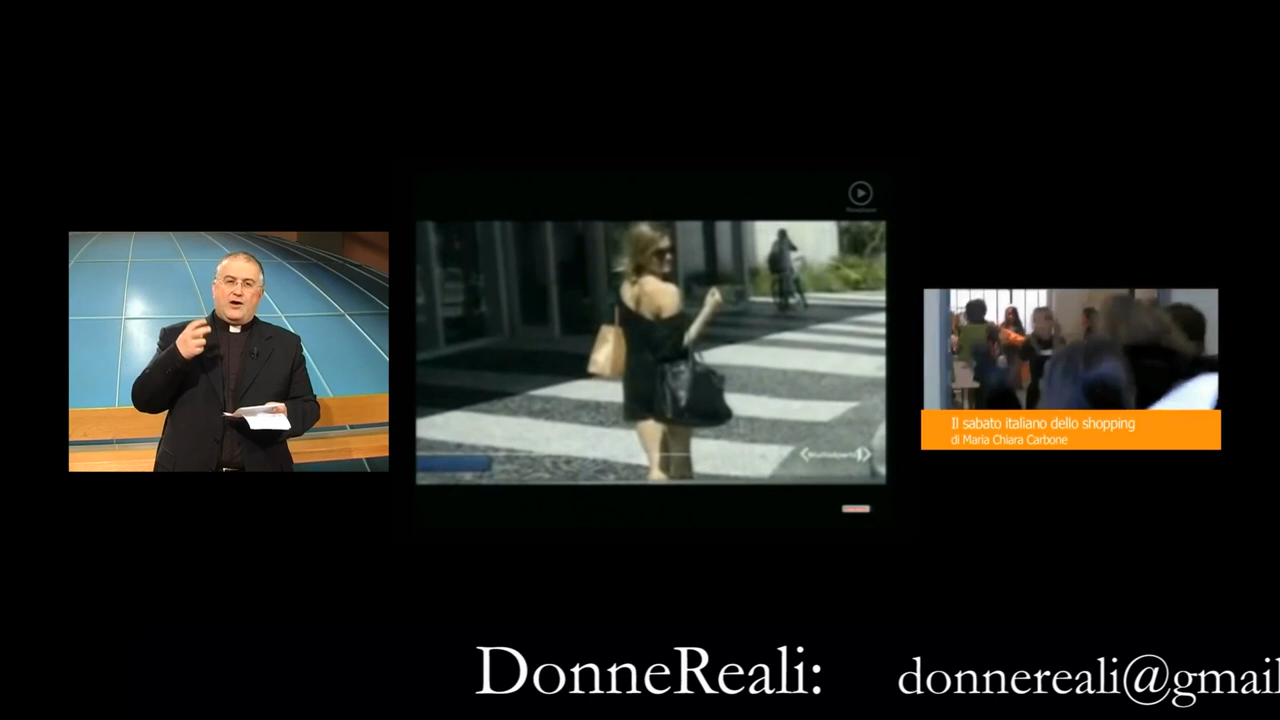 Il sabato italiano dello shopping
di Maria Chiara Carbone
DonneReali: donnereali@gmail